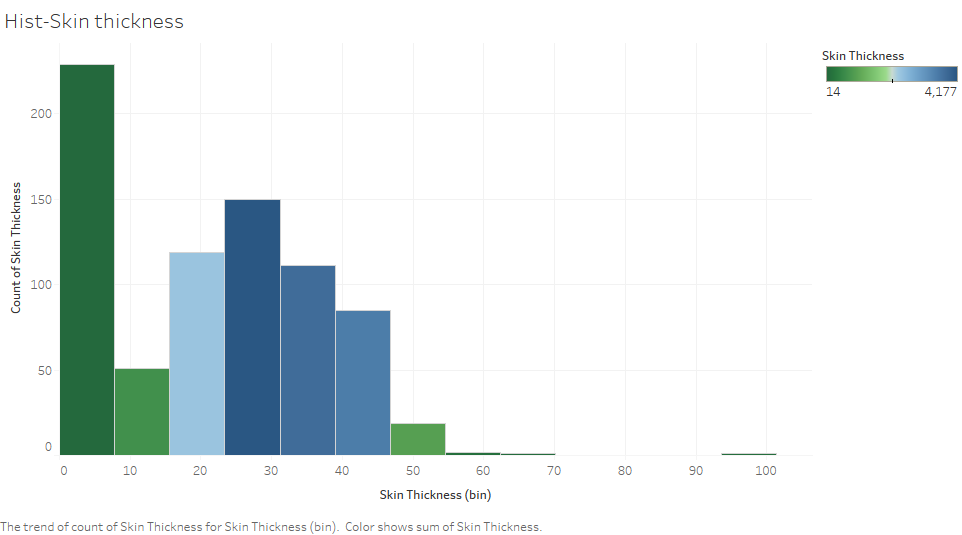 Hist-Skin thickness
Skin Thickness
14 4,177
Count of Skin Thickness
200
150
100
50
0
0 10 20 30 40 50 60 70 80 90 100
Skin Thickness (bin)
The trend of count of Skin Thickness for Skin Thickness (bin).  Color shows sum of Skin Thickness.